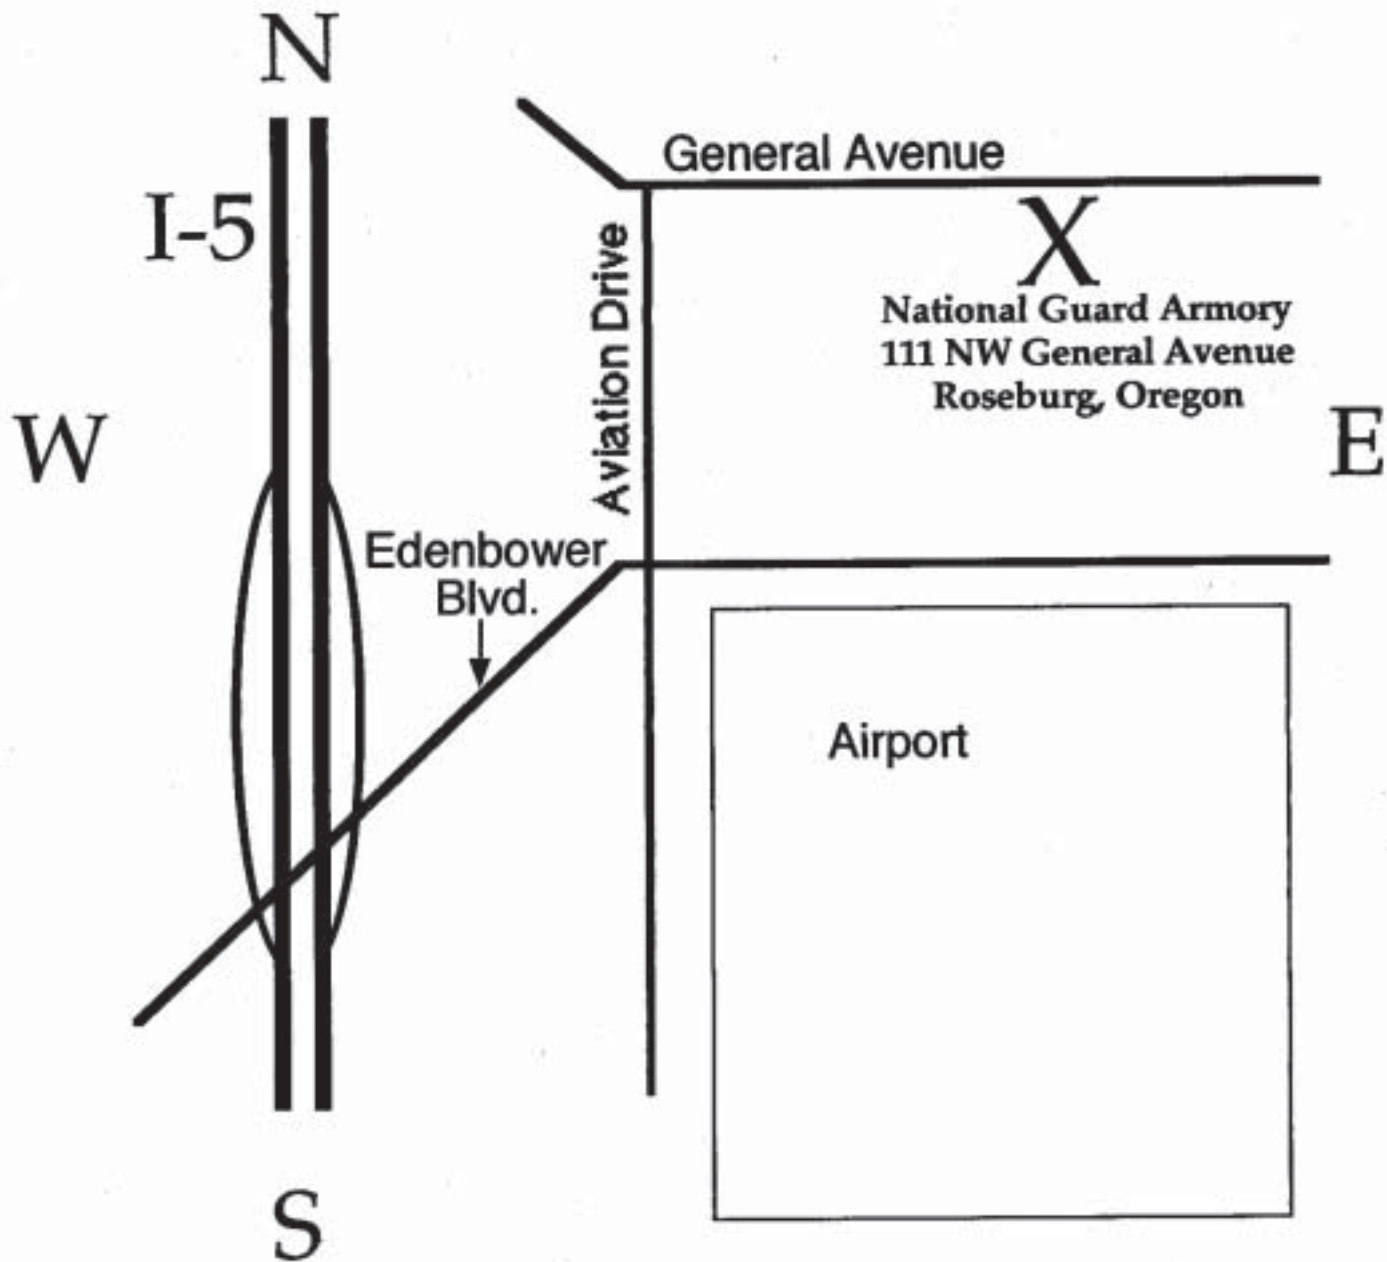 N
General Avenue
I-5
X
Aviation Drive
National Guard Armory
111 NW General Avenue
Roseburg, Oregon
W
E
Edenbower
Blvd.
Airport
S